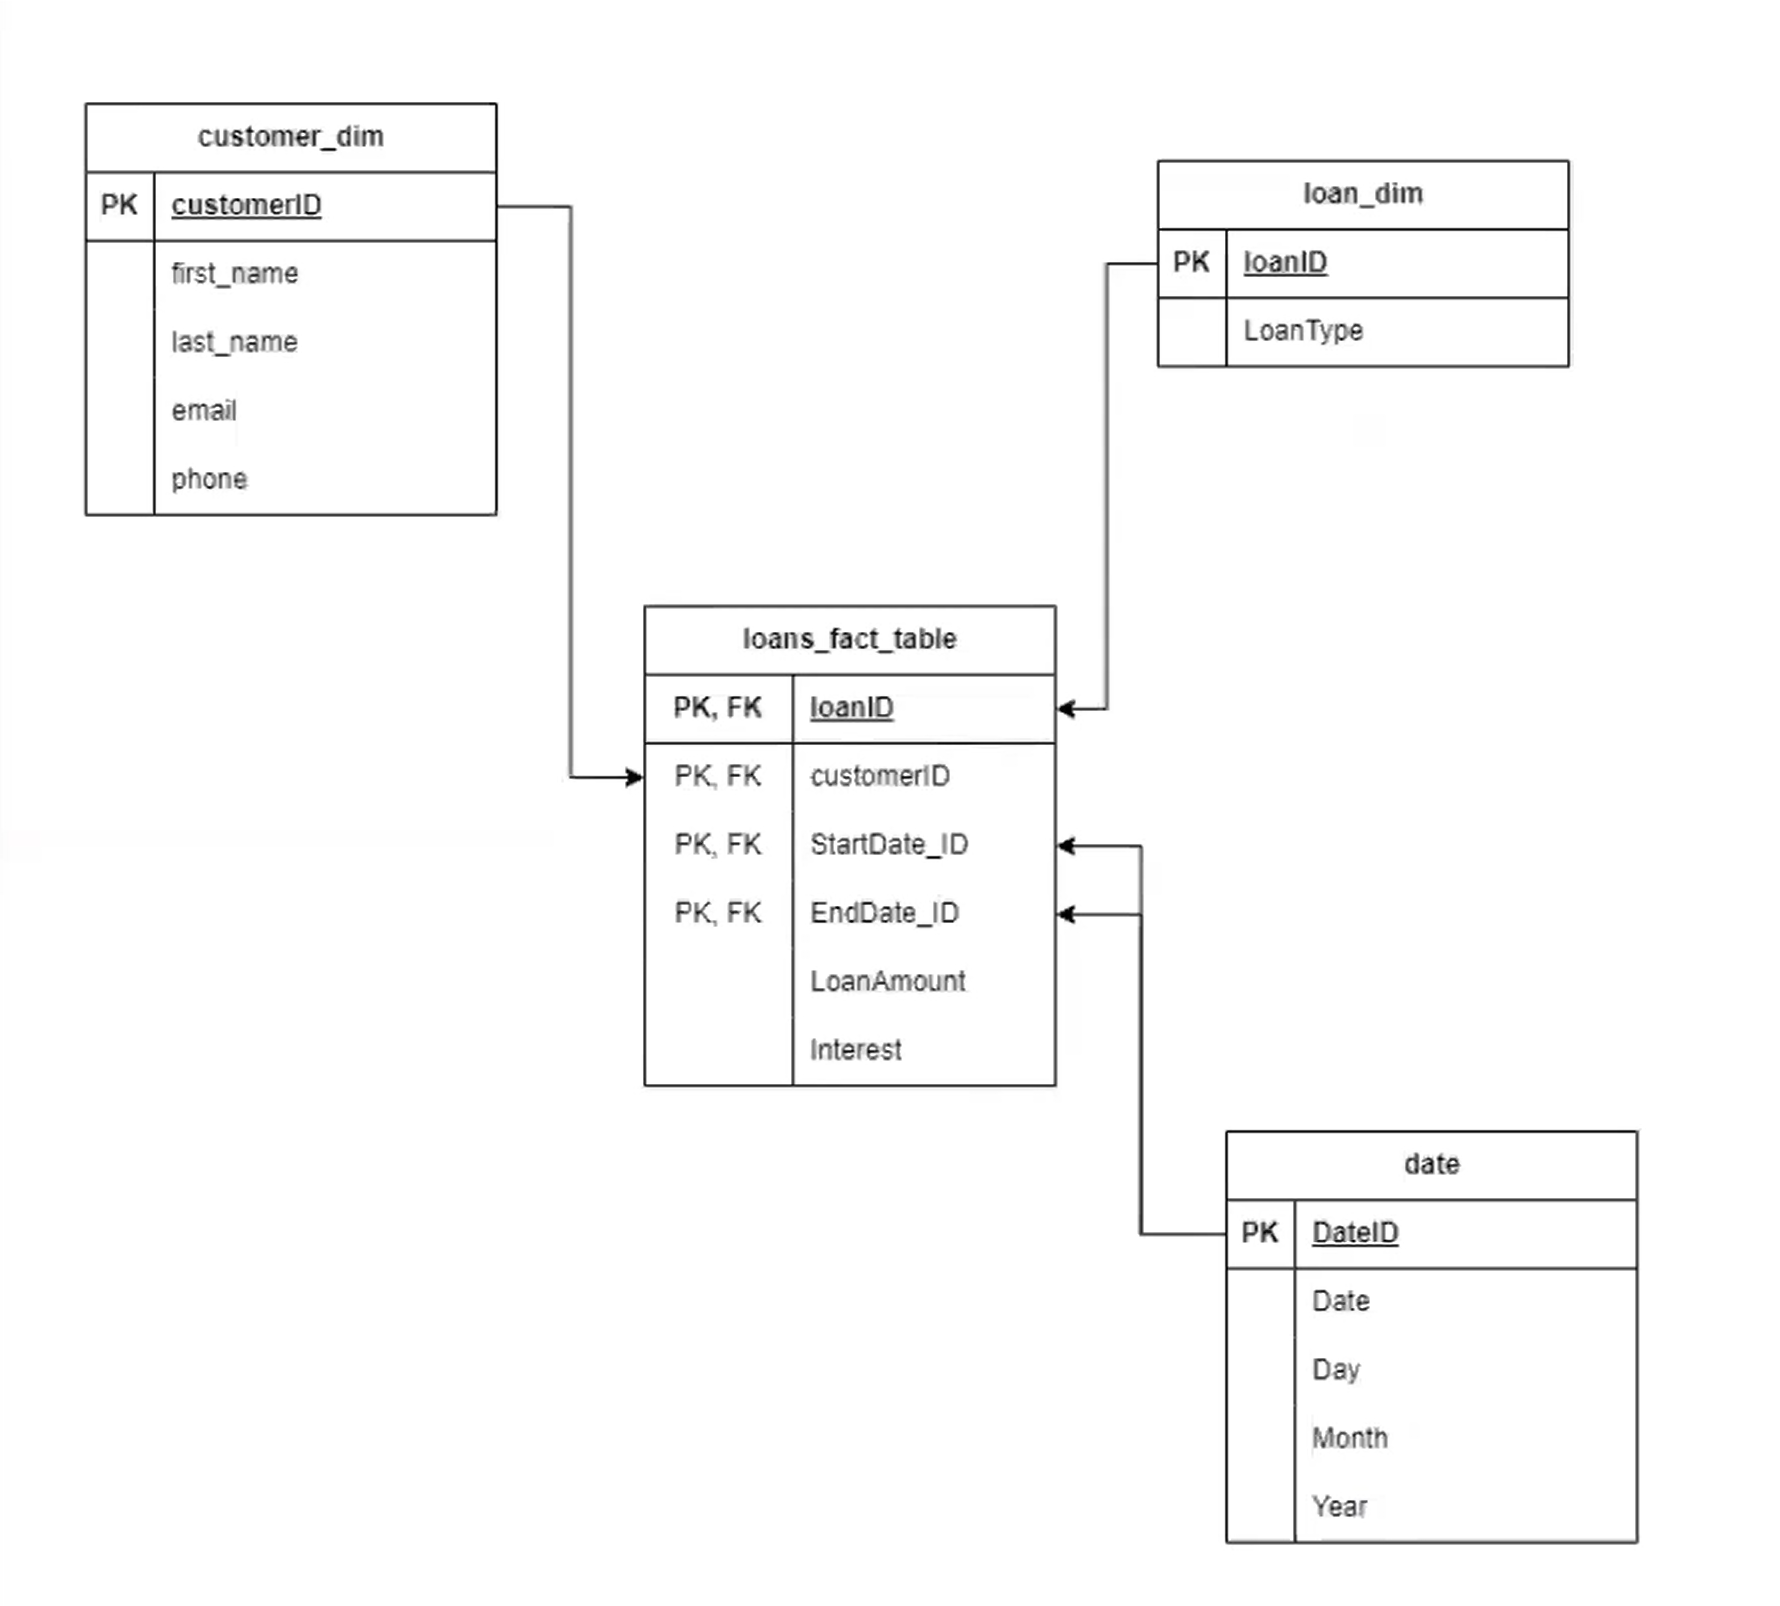 customer_dim
PK customerID
first_name
last_name
email
phone
loan_dim
PK loanID
LoanType
loans_fact_table
PK, FK loanID
PK, FK customerID
PK, FK StartDate_ID
PK, FK EndDate_ID
LoanAmount
Interest
date
PK DateID
Date
Day
Month
Year